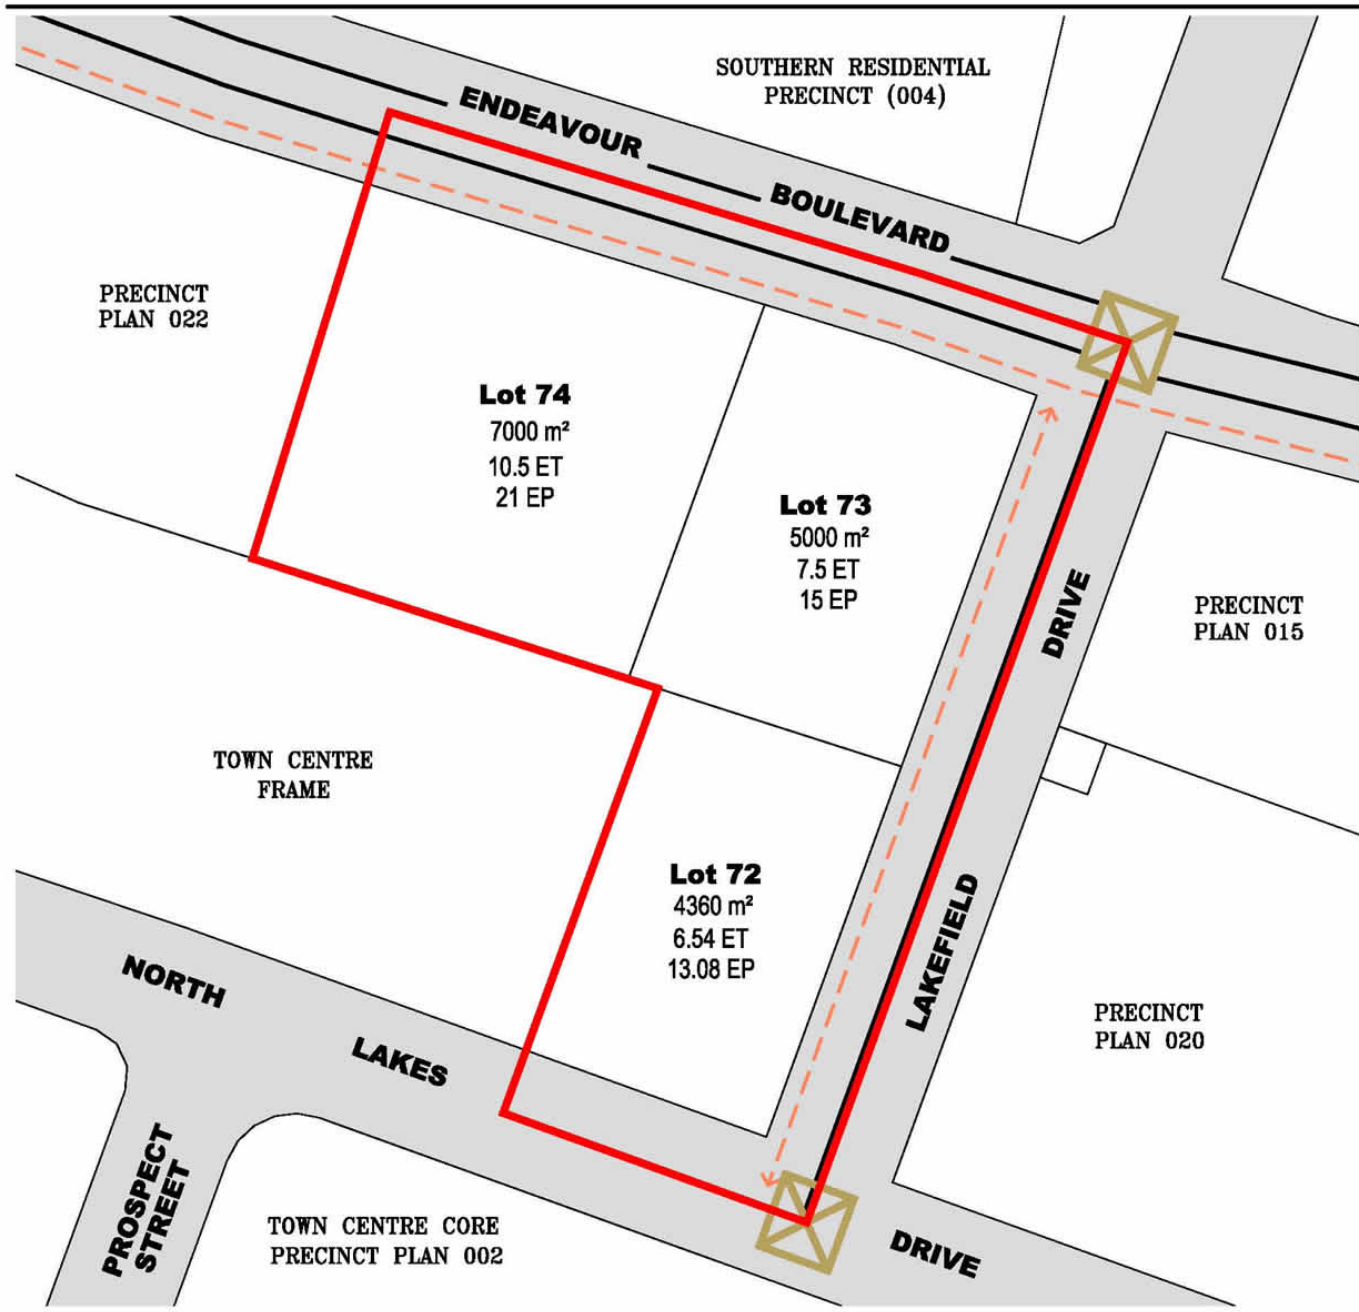 SOUTHERN RESIDENTIAL
PRECINCT (004)
ENDEAVOUR
BOULEVARD
PRECINCT
PLAN 022
Lot 74
7000 m²
10.5 ET
21 EP
Lot 73
5000 m²
7.5 ET
15 EP
DRIVE
PRECINCT
PLAN 015
TOWN CENTRE
FRAME
Lot 72
4360 m²
6.54 ET
13.08 EP
LAKEFIELD
NORTH
LAKES
PRECINCT
PLAN 020
PROSPECT
STREET
TOWN CENTRE CORE
PRECINCT PLAN 002
DRIVE